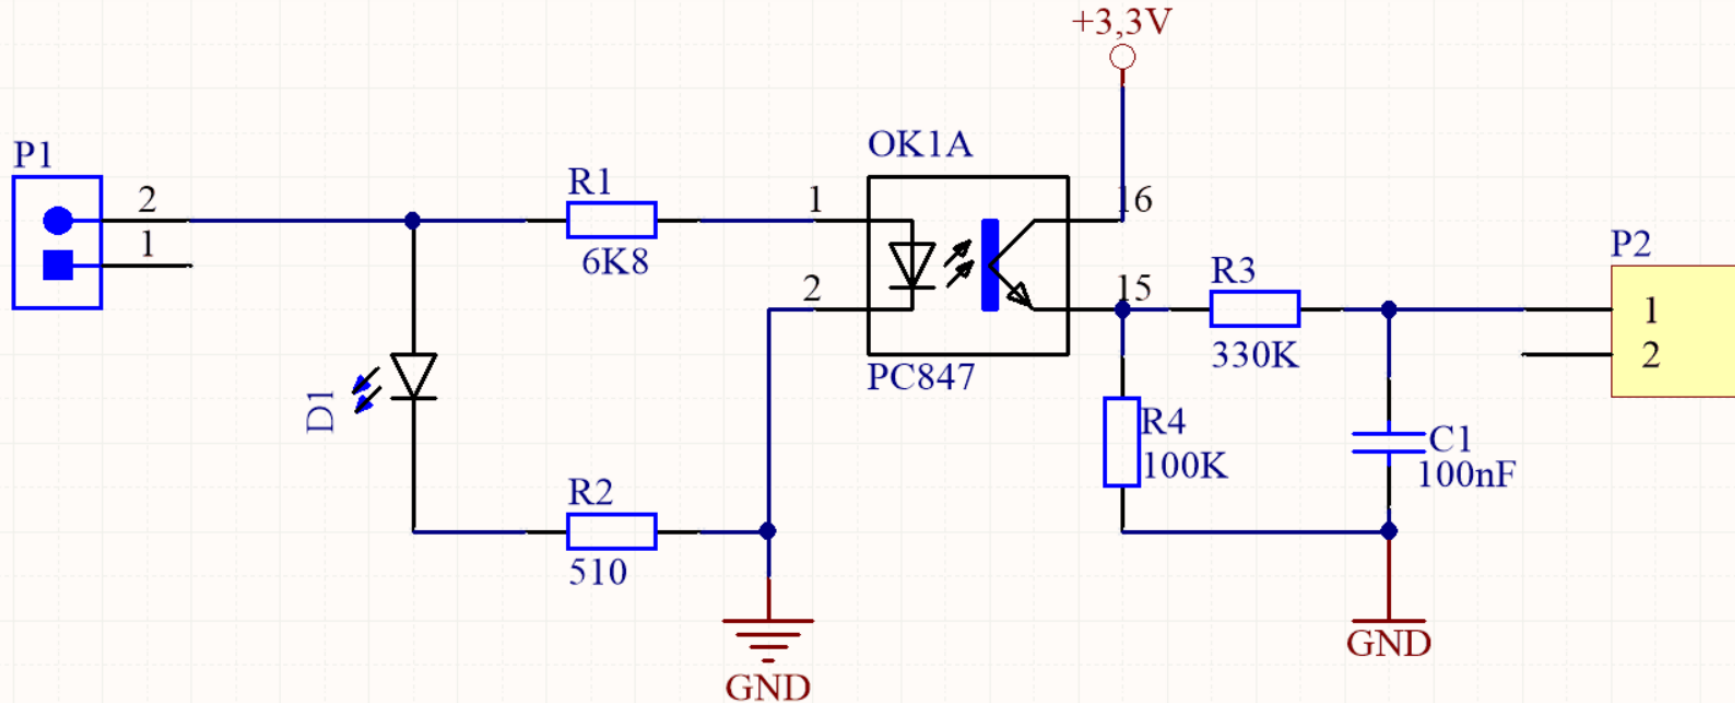 +3,3V
P1
2
1
R1
6K8
D1
R2
510
GND
OK1A
1
2
16
15
PC847
R3
330K
R4
100K
C1
100nF
GND
P2
1
2